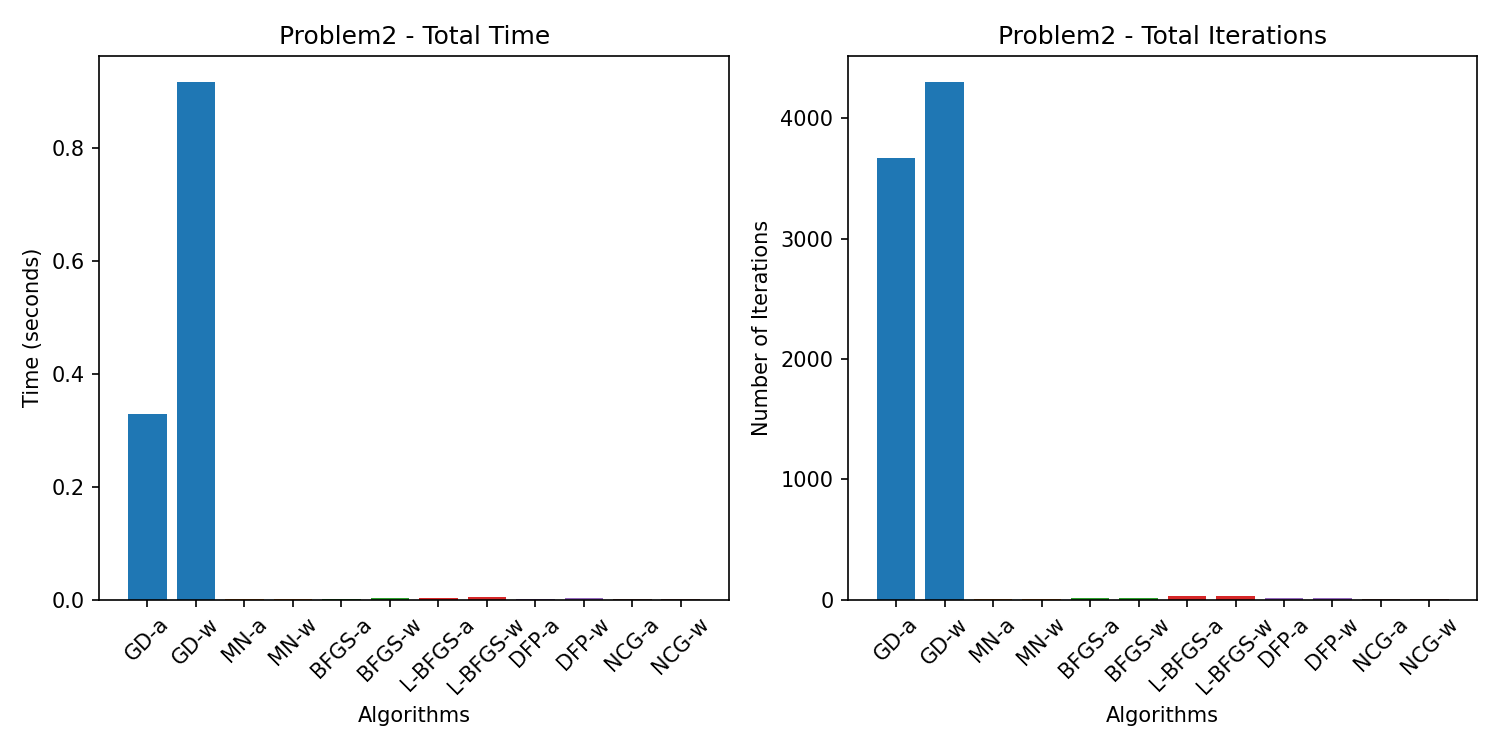 Problem2 - Total Time
Time (seconds)
0.8
0.6
0.4
0.2
0.0
GD-a
GD-w
MN-a
MN-w
BFGS-a
BFGS-w
L-BFGS-a
L-BFGS-w
DFP-a
DFP-w
NCG-a
NCG-w
Algorithms
Problem2 - Total Iterations
Number of Iterations
4000
3000
2000
1000
0
GD-a
GD-w
MN-a
MN-w
BFGS-a
BFGS-w
L-BFGS-a
L-BFGS-w
DFP-a
DFP-w
NCG-a
NCG-w
Algorithms